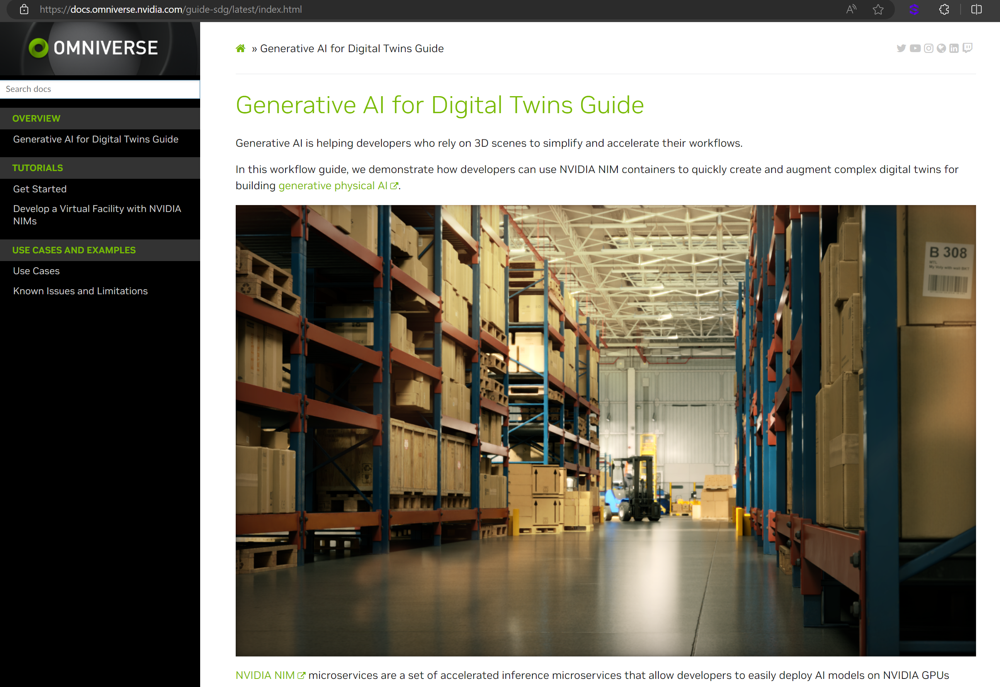 https://docs.omniverse.nvidia.com/guide-sdg/latest/index.html
OMNIVERSE
Search docs
OVERVIEW
Generative AI for Digital Twins Guide
TUTORIALS
Get Started
Develop a Virtual Facility with NVIDIA
NIMs
USE CASES AND EXAMPLES
Use Cases
Known Issues and Limitations
» Generative AI for Digital Twins Guide
Generative AI for Digital Twins Guide
Generative AI is helping developers who rely on 3D scenes to simplify and accelerate their workflows.
In this workflow guide, we demonstrate how developers can use NVIDIA NIM containers to quickly create and augment complex digital twins for
building generative physical AI.
B 308
MTL
NVIDIA NIM microservices are a set of accelerated inference microservices that allow developers to easily deploy AI models on NVIDIA GPUs